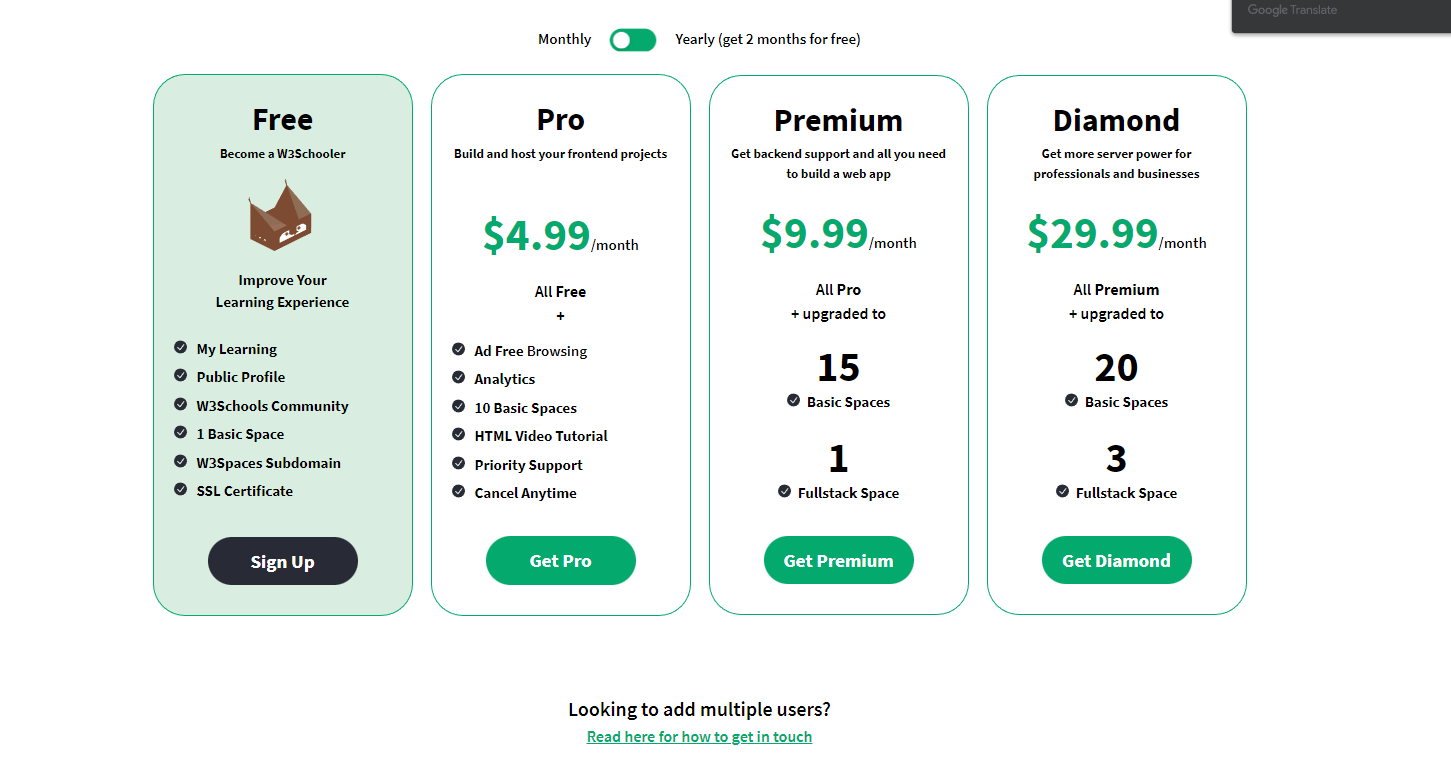 Google Translate
Monthly
Yearly (get 2 months for free)
Free
Become a W3Schooler
Improve Your
Learning Experience
My Learning
Public Profile
W3Schools Community
1 Basic Space
W3Spaces Subdomain
SSL Certificate
Sign Up
Pro
Build and host your frontend projects
$4.99/month
All Free
+
Ad Free Browsing
Analytics
10 Basic Spaces
HTML Video Tutorial
Priority Support
Cancel Anytime
Get Pro
Premium
Get backend support and all you need
to build a web app
$9.99/month
All Pro
+ upgraded to
15
Basic Spaces
1
Fullstack Space
Get Premium
Diamond
Get more server power for
professionals and businesses
$29.99/month
All Premium
+ upgraded to
20
Basic Spaces
3
Fullstack Space
Get Diamond
Looking to add multiple users?
Read here for how to get in touch